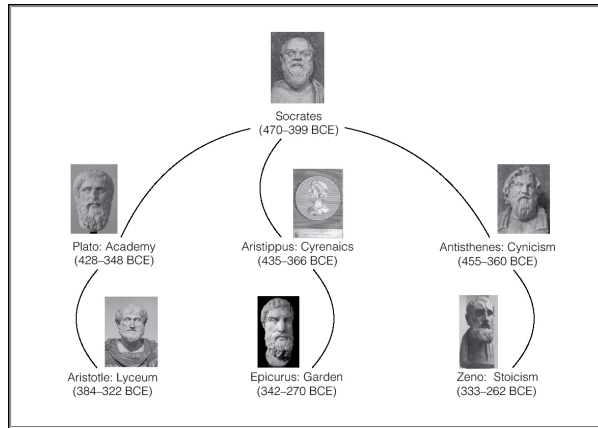 Socrates
(470–399 BCE)
Plato: Academy
(428–348 BCE)
Aristippus: Cyrenaics
(435–366 BCE)
Antisthenes: Cynicism
(455–360 BCE)
Aristotle: Lyceum
(384–322 BCE)
Epicurus: Garden
(342–270 BCE)
Zeno: Stoicism
(333–262 BCE)